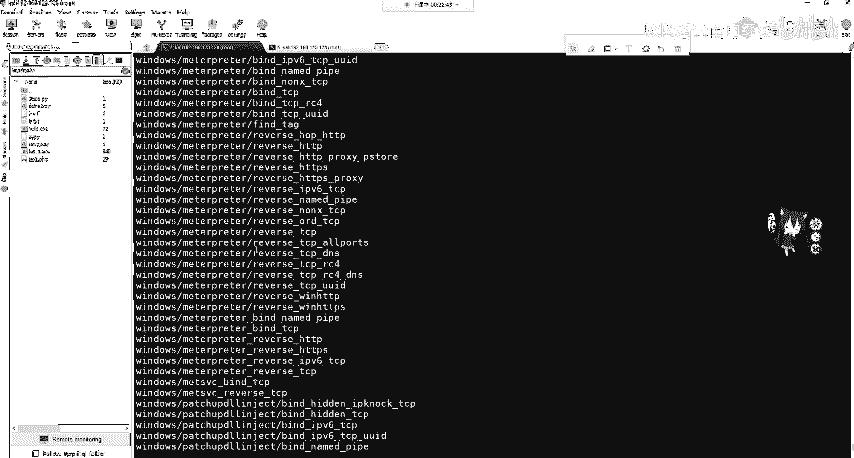 windows/meterpreter/bind_ipv6_tcp_uuid
windows/meterpreter/bind_named_pipe
windows/meterpreter/bind_nonx_tcp
windows/meterpreter/bind_tcp
windows/meterpreter/bind_tcp_rc4
windows/meterpreter/bind_tcp_uuid
windows/meterpreter/find_tag
windows/meterpreter/reverse_hop_http
windows/meterpreter/reverse_http
windows/meterpreter/reverse_http_proxy_pstore
windows/meterpreter/reverse_https
windows/meterpreter/reverse_https_proxy
windows/meterpreter/reverse_ipv6_tcp
windows/meterpreter/reverse_named_pipe
windows/meterpreter/reverse_nonx_tcp
windows/meterpreter/reverse_ord_tcp
windows/meterpreter/reverse_tcp
windows/meterpreter/reverse_tcp_allports
windows/meterpreter/reverse_tcp_dns
windows/meterpreter/reverse_tcp_rc4
windows/meterpreter/reverse_tcp_rc4_dns
windows/meterpreter/reverse_tcp_uuid
windows/meterpreter/reverse_winhttp
windows/meterpreter/reverse_winhttps
windows/meterpreter_bind_named_pipe
windows/meterpreter_bind_tcp
windows/meterpreter_reverse_http
windows/meterpreter_reverse_https
windows/meterpreter_reverse_ipv6_tcp
windows/meterpreter_reverse_tcp
windows/metsvc_bind_tcp
windows/metsvc_reverse_tcp
windows/patchupdllinject/bind_hidden_ipknock_tcp
windows/patchupdllinject/bind_hidden_tcp
windows/patchupdllinject/bind_ipv6_tcp
windows/patchupdllinject/bind_ipv6_tcp_uuid
windows/patchupdllinject/bind_named_pipe
Remote monitoring